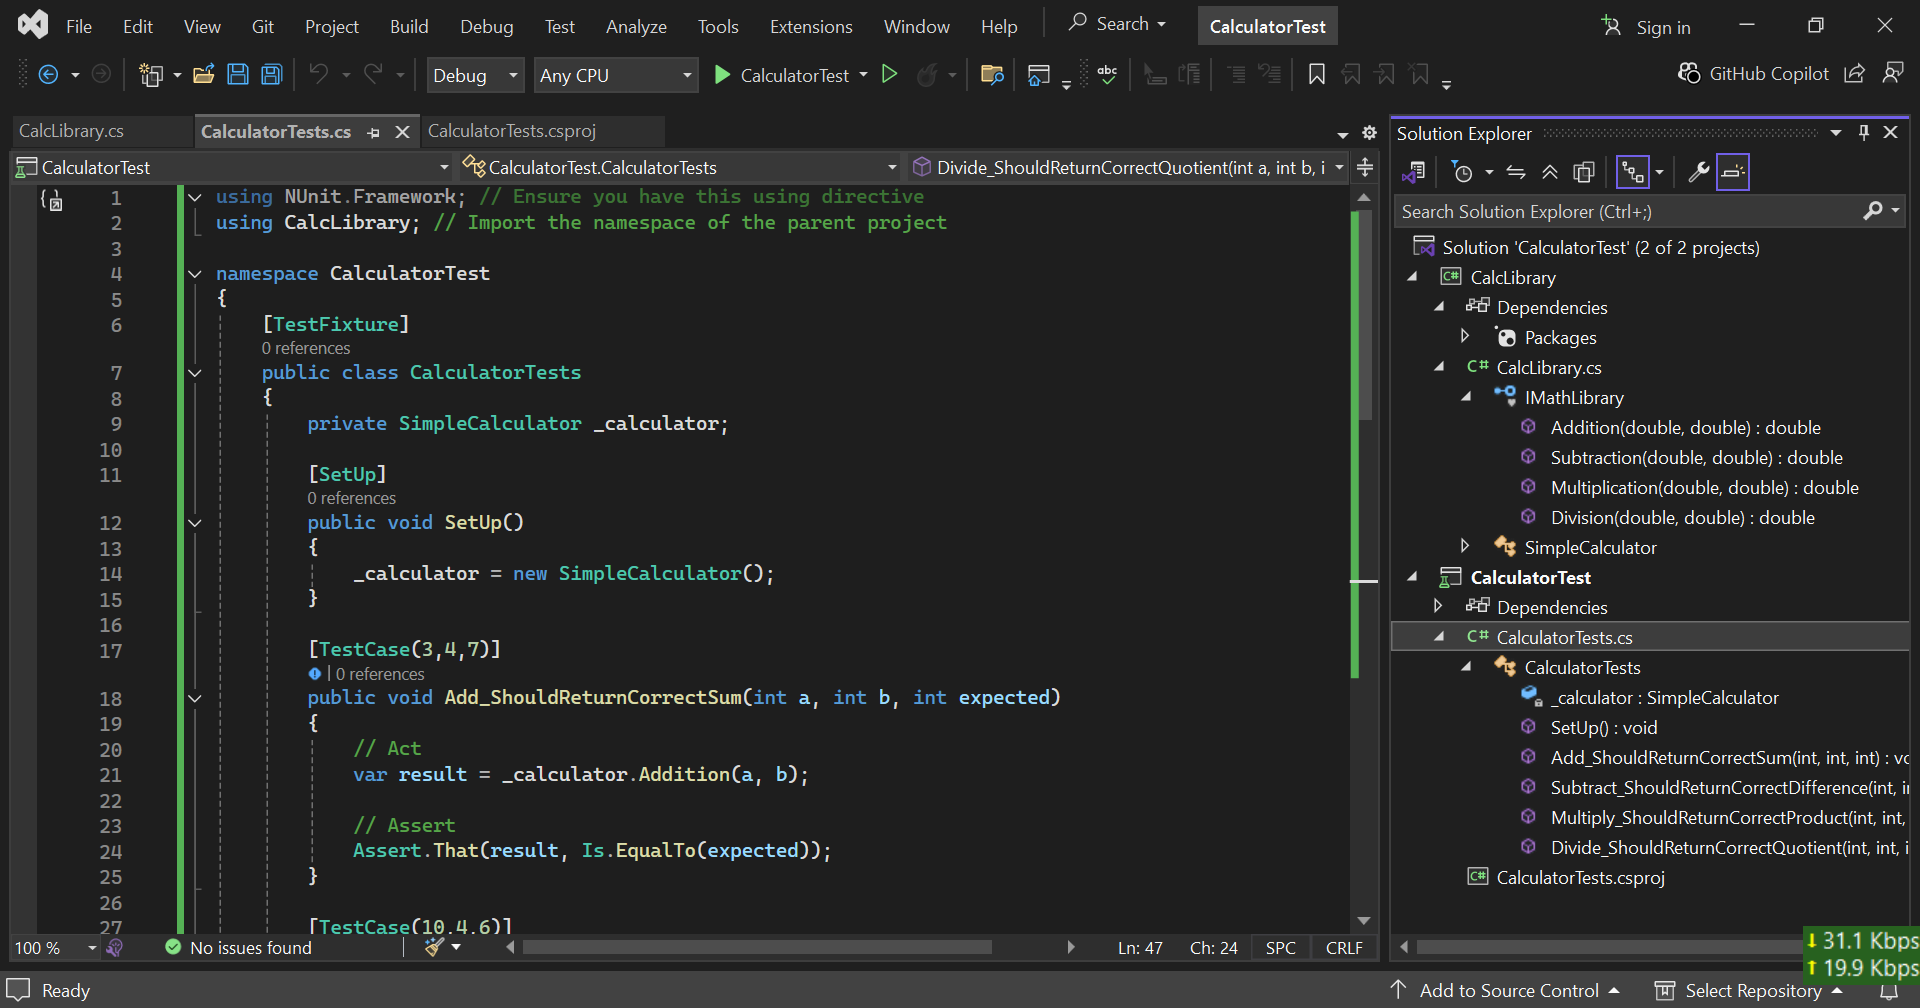 File Edit View Git Project Build Debug Test Analyze Tools Extensions Window Help Search CalculatorTest Sign in
Debug Any CPU CalculatorTest GitHub Copilot
CalcLibrary.cs CalculatorTests.cs CalculatorTests.csproj
CalculatorTest CalculatorTest.CalculatorTests Divide_ShouldReturnCorrectQuotient(int a, int b, i
1 using NUnit.Framework; // Ensure you have this using directive
2 using CalcLibrary; // Import the namespace of the parent project
3
4 namespace CalculatorTest
5 {
6 [TestFixture]
0 references
7 public class CalculatorTests
8 {
9 private SimpleCalculator _calculator;
10
11 [SetUp]
0 references
12 public void SetUp()
13 {
14 _calculator = new SimpleCalculator();
15 }
16
17 [TestCase(3,4,7)]
0 references
18 public void Add_ShouldReturnCorrectSum(int a, int b, int expected)
19 {
20 // Act
21 var result = _calculator.Addition(a, b);
22
23 // Assert
24 Assert.That(result, Is.EqualTo(expected));
25 }
26
27 [TestCase(10,4,6)]
100 % No issues found Ln: 47 Ch: 24 SPC CRLF
Solution Explorer
Search Solution Explorer (Ctrl+;)
Solution 'CalculatorTest' (2 of 2 projects)
C# CalcLibrary
Dependencies
Packages
C# CalcLibrary.cs
IMathLibrary
Addition(double, double) : double
Subtraction(double, double) : double
Multiplication(double, double) : double
Division(double, double) : double
SimpleCalculator
CalculatorTest
Dependencies
C# CalculatorTests.cs
CalculatorTests
_calculator : SimpleCalculator
SetUp() : void
Add_ShouldReturnCorrectSum(int, int, int) : vo
Subtract_ShouldReturnCorrectDifference(int, i
Multiply_ShouldReturnCorrectProduct(int, int,
Divide_ShouldReturnCorrectQuotient(int, int, i
C# CalculatorTests.csproj
31.1 Kbps
19.9 Kbps
Ready Add to Source Control Select Repository